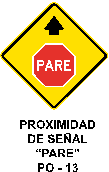 PARE
PROXIMIDAD
DE SEÑAL
“PARE”
PO - 13